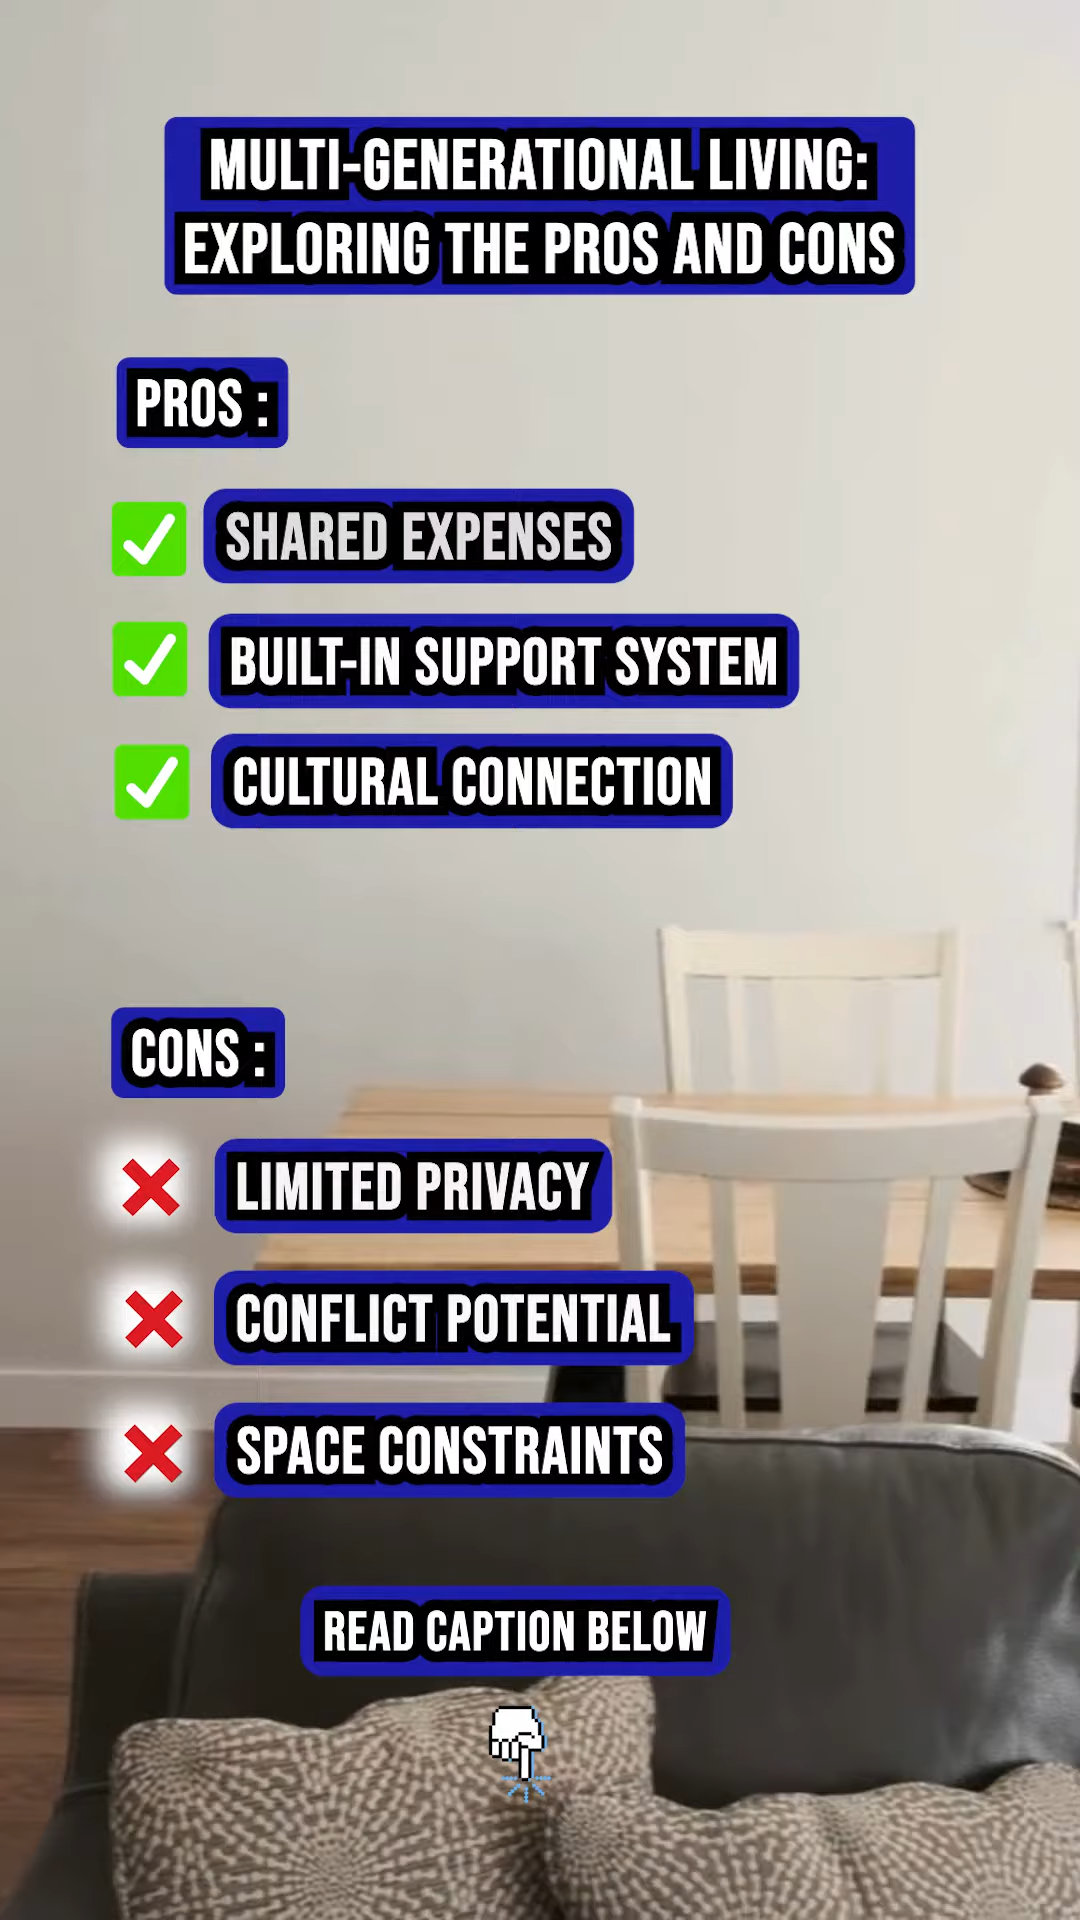 MULTI-GENERATIONAL LIVING:
EXPLORING THE PROS AND CONS
PROS :
SHARED EXPENSES
BUILT-IN SUPPORT SYSTEM
CULTURAL CONNECTION
CONS :
LIMITED PRIVACY
CONFLICT POTENTIAL
SPACE CONSTRAINTS
READ CAPTION BELOW